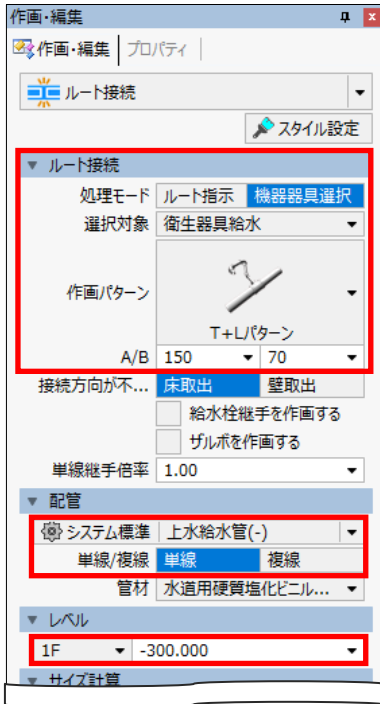 作画・編集
作画・編集 プロパティ
ルート接続
スタイル設定
ルート接続
処理モード ルート指示 機器器具選択
選択対象 衛生器具給水
作画パターン
T+Lパターン
A/B 150 70
接続方向が不... 床取出 壁取出
給水栓継手を作画する
ザルボを作画する
単線継手倍率 1.00
配管
システム標準 上水給水管(-)
単線/複線 単線 複線
管材 水道用硬質塩化ビニル...
レベル
1F -300.000
サイズ計算